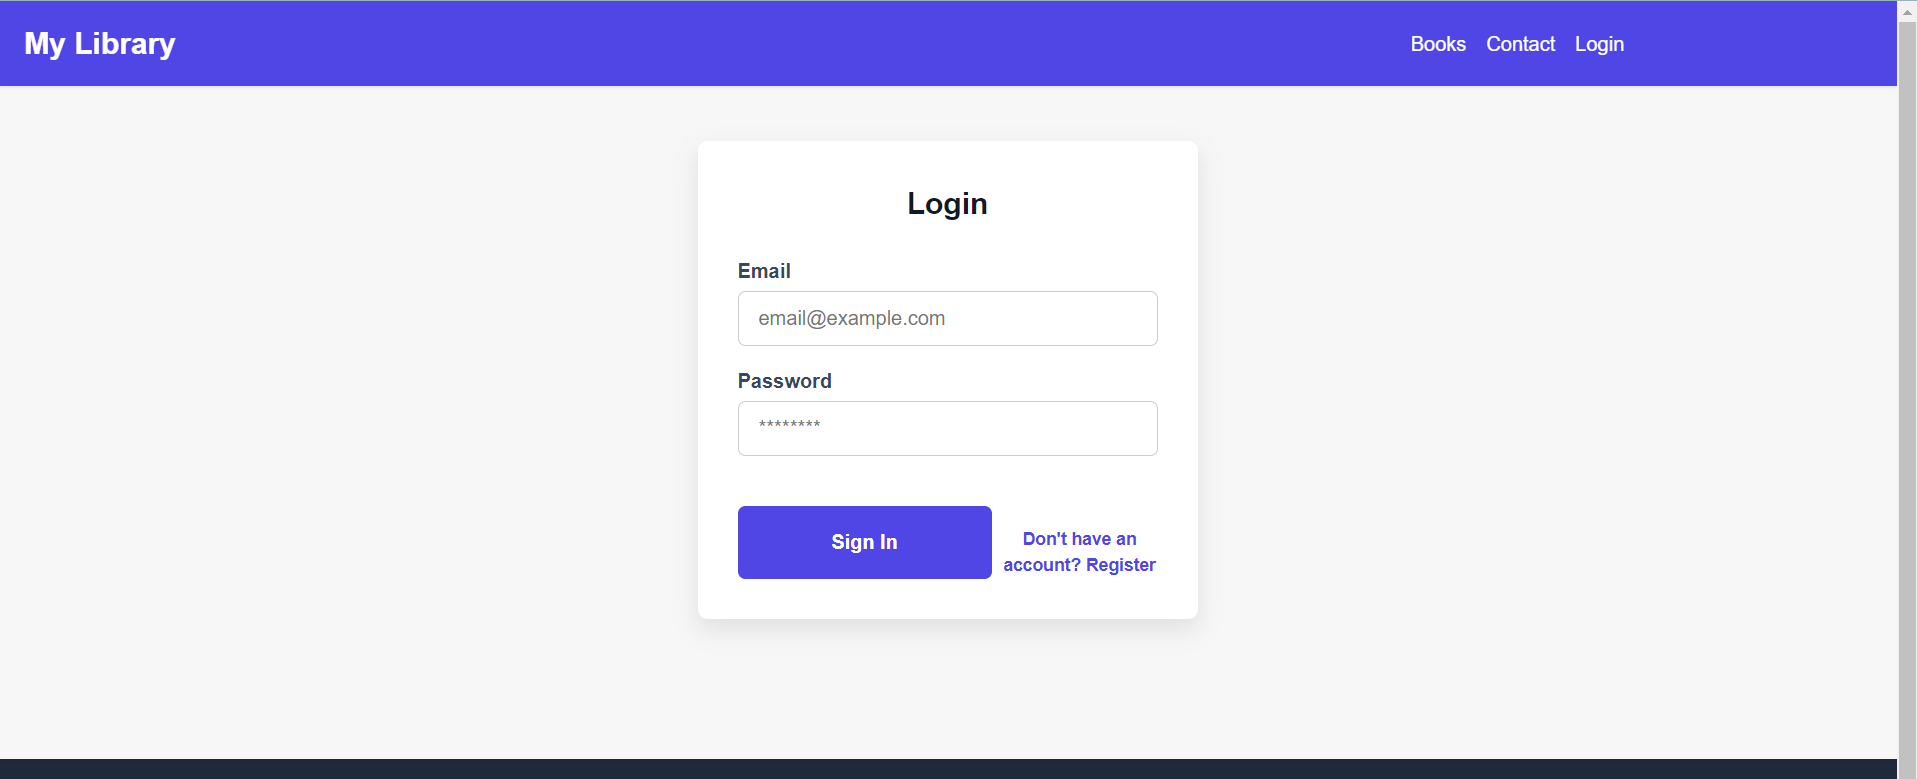 My Library
Books Contact Login
Login
Email
email@example.com
Password
********
Sign In
Don't have an
account? Register